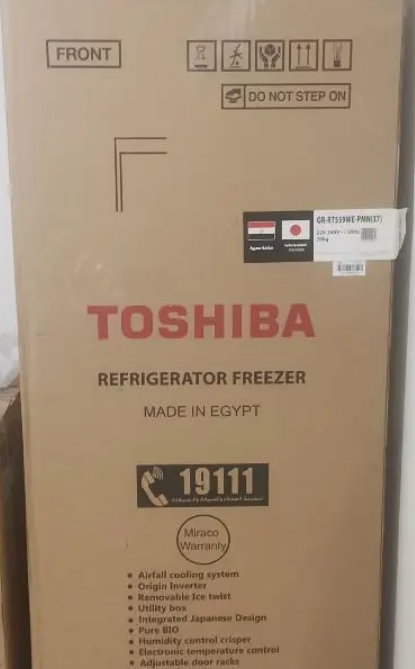 FRONT
DO NOT STEP ON
GR-RT559WE-PMN(37)
TOSHIBA
REFRIGERATOR FREEZER
MADE IN EGYPT
19111
Miraco
Warranty
• Airfall cooling system
• Origin Inverter
• Removable Ice twist
• Utility box
• Integrated Japanese Design
• Pure BIO
• Humidity control crisper
• Electronic temperature control
• Adjustable door racks